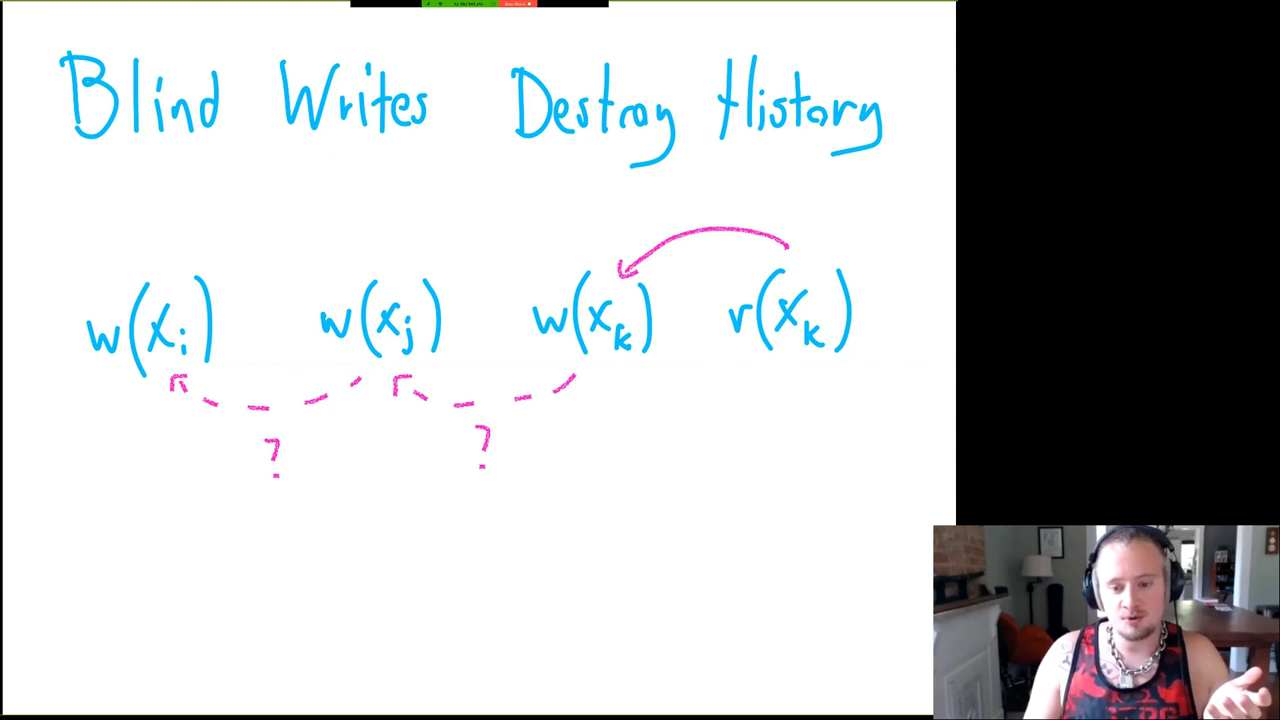 Blind Writes Destroy History
w(xᵢ) w(xⱼ) w(xₖ) r(xₖ)
? ?